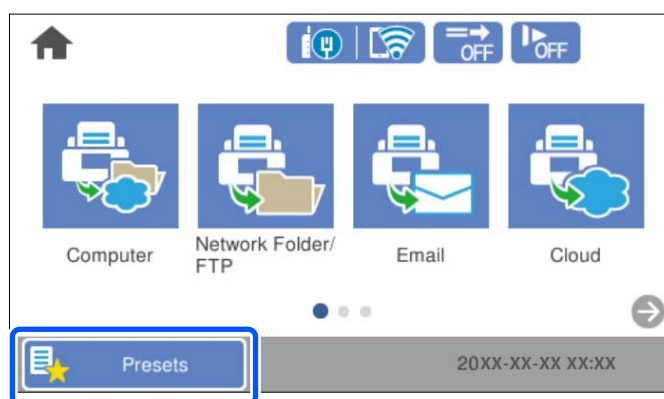 OFF
OFF
Computer
Network Folder/
FTP
Email
Cloud
Presets
20XX-XX-XX XX:XX